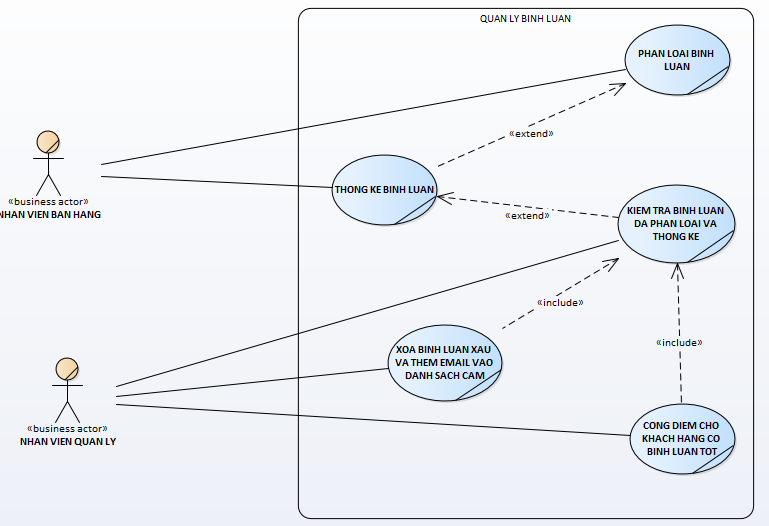 QUAN LY BINH LUAN
PHAN LOAI BINH
LUAN
«extend»
«business actor»
NHAN VIEN BAN HANG
THONG KE BINH LUAN
«extend»
KIEM TRA BINH LUAN
DA PHAN LOAI VA
THONG KE
«include»
«include»
XOA BINH LUAN XAU
VA THEM EMAIL VAO
DANH SACH CAM
«business actor»
NHAN VIEN QUAN LY
CONG DIEM CHO
KHACH HANG CO
BINH LUAN TOT